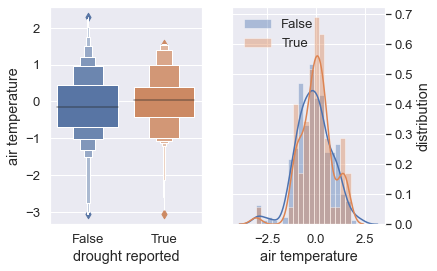 2
1
0
−1
−2
−3
air temperature
False
True
drought reported
False
True
0.7
0.6
0.5
0.4
0.3
0.2
0.1
0.0
distribution
−2.5
0.0
2.5
air temperature